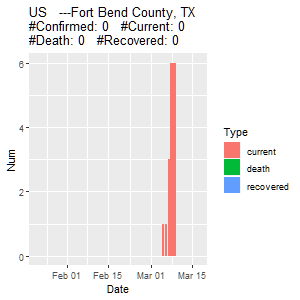 US   ---Fort Bend County, TX
#Confirmed: 0   #Current: 0
#Death: 0   #Recovered: 0
6
4
2
0
Num
Feb 01
Feb 15
Mar 01
Mar 15
Date
Type
current
death
recovered